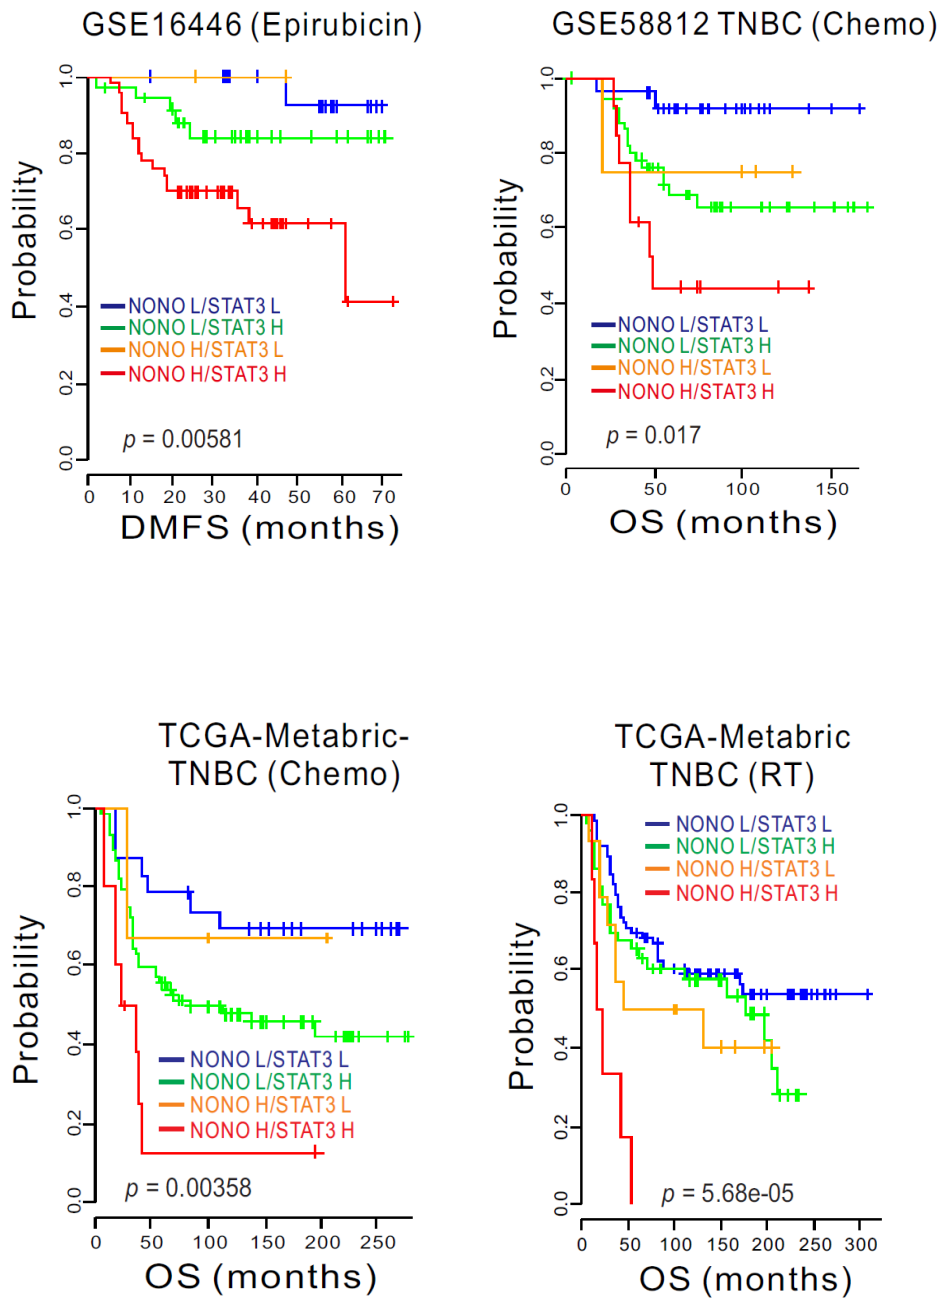 GSE16446 (Epirubicin)
Probability
1.0
0.8
0.6
0.4
0.2
0.0
NONO L/STAT3 L
NONO L/STAT3 H
NONO H/STAT3 L
NONO H/STAT3 H
p = 0.00581
0 10 20 30 40 50 60 70
DMFS (months)
GSE58812 TNBC (Chemo)
Probability
1.0
0.8
0.6
0.4
0.2
0.0
NONO L/STAT3 L
NONO L/STAT3 H
NONO H/STAT3 L
NONO H/STAT3 H
p = 0.017
0 50 100 150
OS (months)
TCGA-Metabric-
TNBC (Chemo)
Probability
1.0
0.8
0.6
0.4
0.2
0.0
NONO L/STAT3 L
NONO L/STAT3 H
NONO H/STAT3 L
NONO H/STAT3 H
p = 0.00358
0 50 150 200 250
OS (months)
TCGA-Metabric
TNBC (RT)
Probability
1.0
0.8
0.6
0.4
0.2
0.0
NONO L/STAT3 L
NONO L/STAT3 H
NONO H/STAT3 L
NONO H/STAT3 H
p = 5.68e-05
0 50 100 150 200 250 300
OS (months)